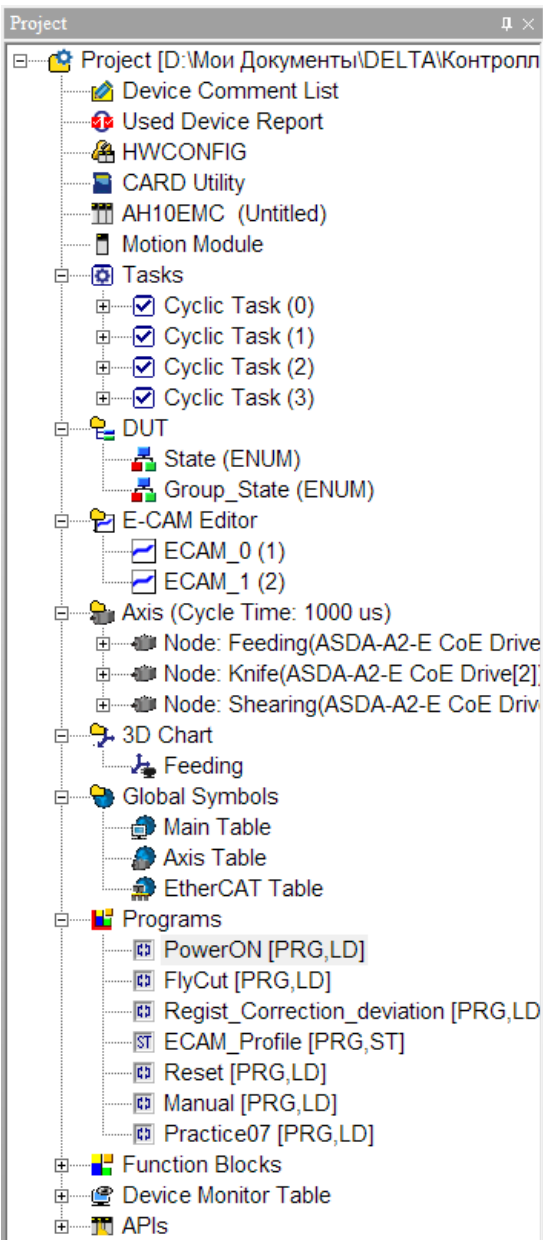 Project
Project [D:\Мои Документы\DELTA\Контролл
Device Comment List
Used Device Report
HWCONFIG
CARD Utility
AH10EMC (Untitled)
Motion Module
Tasks
Cyclic Task (0)
Cyclic Task (1)
Cyclic Task (2)
Cyclic Task (3)
DUT
State (ENUM)
Group_State (ENUM)
E-CAM Editor
ECAM_0 (1)
ECAM_1 (2)
Axis (Cycle Time: 1000 us)
Node: Feeding(ASDA-A2-E CoE Drive
Node: Knife(ASDA-A2-E CoE Drive[2])
Node: Shearing(ASDA-A2-E CoE Driv
3D Chart
Feeding
Global Symbols
Main Table
Axis Table
EtherCAT Table
Programs
PowerON [PRG,LD]
FlyCut [PRG,LD]
Regist_Correction_deviation [PRG,LD
ST ECAM_Profile [PRG,ST]
Reset [PRG,LD]
Manual [PRG,LD]
Practice07 [PRG,LD]
Function Blocks
Device Monitor Table
APIs